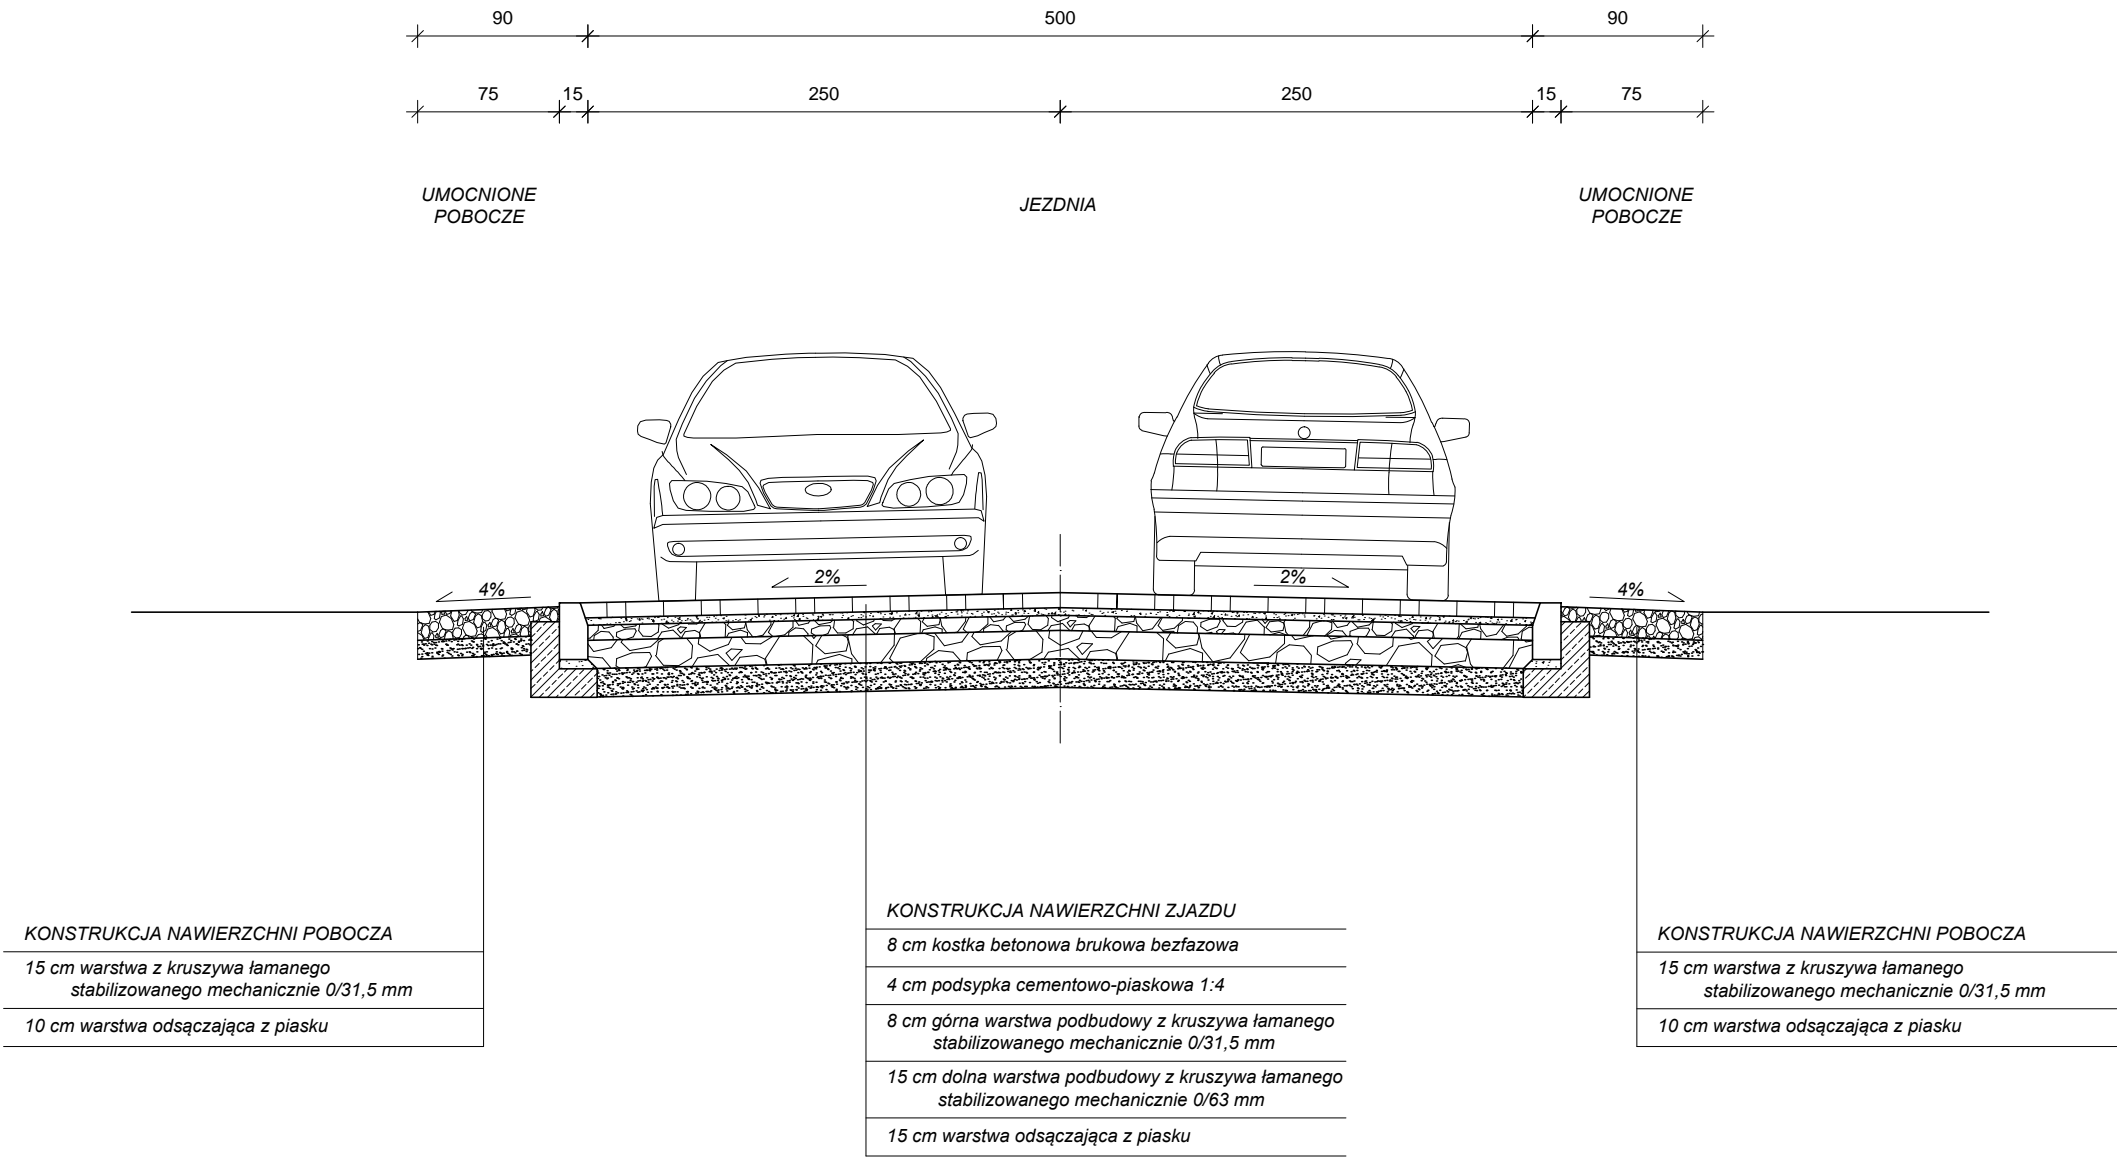 90
500
90
75
15
250
250
15
75
UMOCNIONE
POBOCZE
JEZDNIA
UMOCNIONE
POBOCZE
4%
2%
2%
4%
KONSTRUKCJA NAWIERZCHNI POBOCZA
15 cm warstwa z kruszywa łamanego
stabilizowanego mechanicznie 0/31,5 mm
10 cm warstwa odsączająca z piasku
KONSTRUKCJA NAWIERZCHNI ZJAZDU
8 cm kostka betonowa brukowa bezfazowa
4 cm podsypka cementowo-piaskowa 1:4
8 cm górna warstwa podbudowy z kruszywa łamanego
stabilizowanego mechanicznie 0/31,5 mm
15 cm dolna warstwa podbudowy z kruszywa łamanego
stabilizowanego mechanicznie 0/63 mm
15 cm warstwa odsączająca z piasku
KONSTRUKCJA NAWIERZCHNI POBOCZA
15 cm warstwa z kruszywa łamanego
stabilizowanego mechanicznie 0/31,5 mm
10 cm warstwa odsączająca z piasku